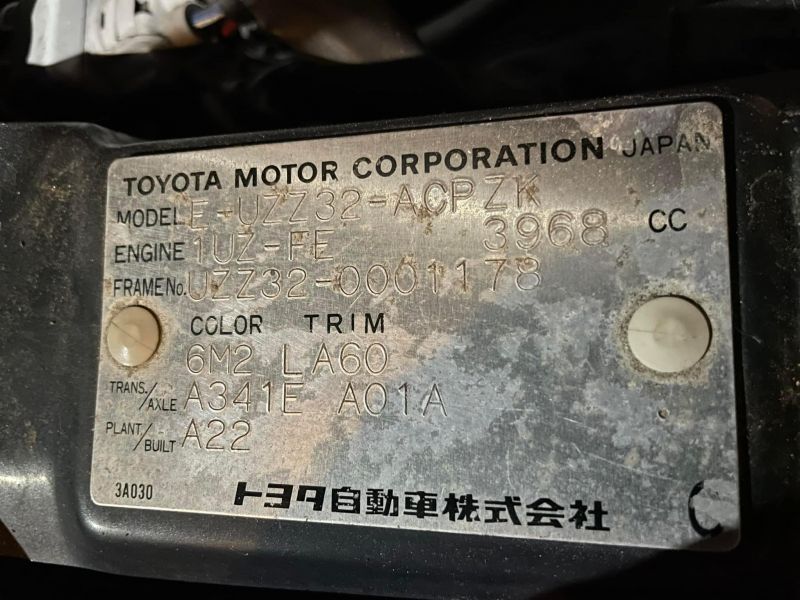 TOYOTA MOTOR CORPORATION JAPAN
MODEL E-UZZ32-ACPZK
ENGINE 1UZ-FE 3968 CC
FRAME No. UZZ32-0001178
COLOR TRIM
6M2 LA60
TRANS./AXLE A341E A01A
PLANT/BUILT A22
3A030 トヨタ自動車株式会社